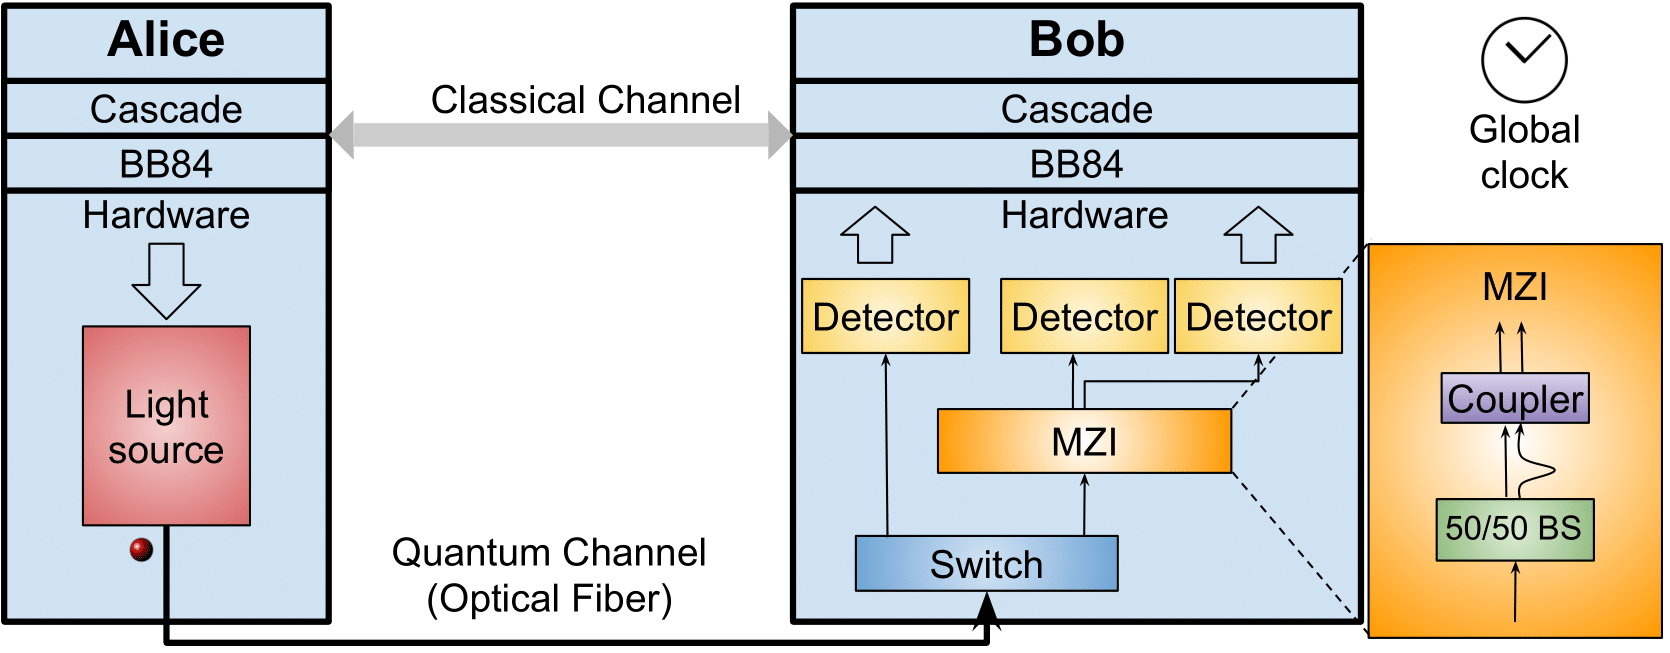 Alice
Cascade
BB84
Hardware
Light
source
Classical Channel
Quantum Channel
(Optical Fiber)
Bob
Cascade
BB84
Hardware
Detector
Detector
Detector
MZI
Switch
Global
clock
MZI
Coupler
50/50 BS